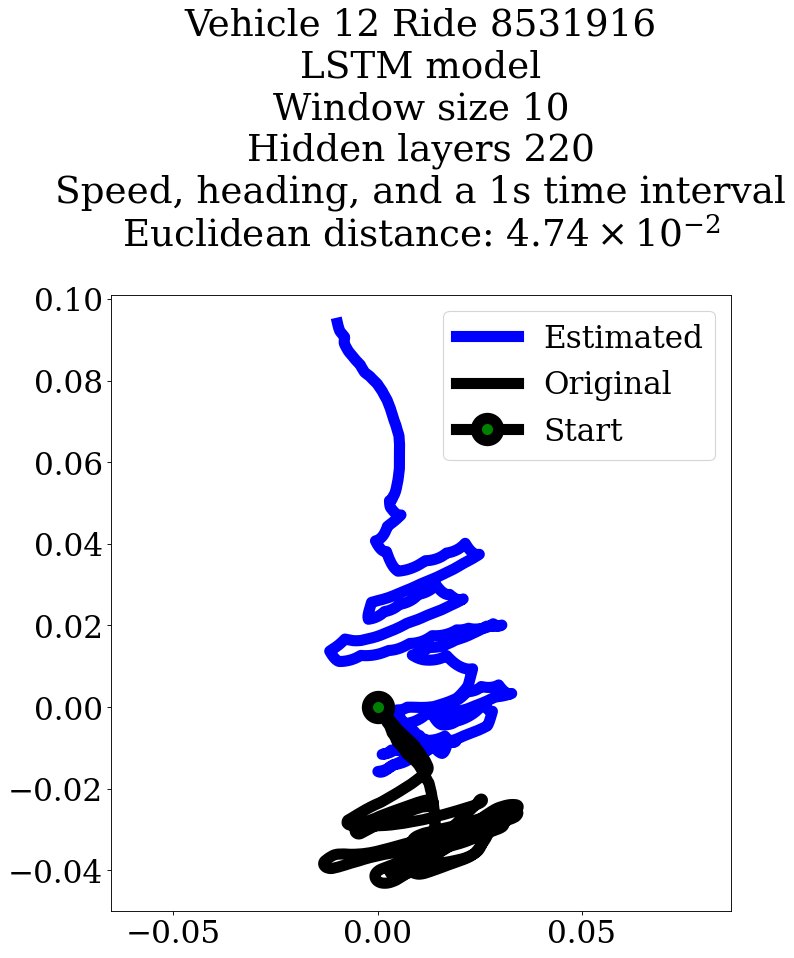 Vehicle 12 Ride 8531916
LSTM model
Window size 10
Hidden layers 220
Speed, heading, and a 1s time interval
Euclidean distance: 4.74 × 10⁻²
0.10
0.08
0.06
0.04
0.02
0.00
−0.02
−0.04
Estimated
Original
Start
−0.05
0.00
0.05